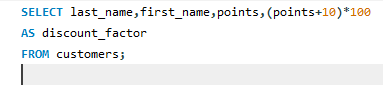 SELECT last_name,first_name,points,(points+10)*100
AS discount_factor
FROM customers;